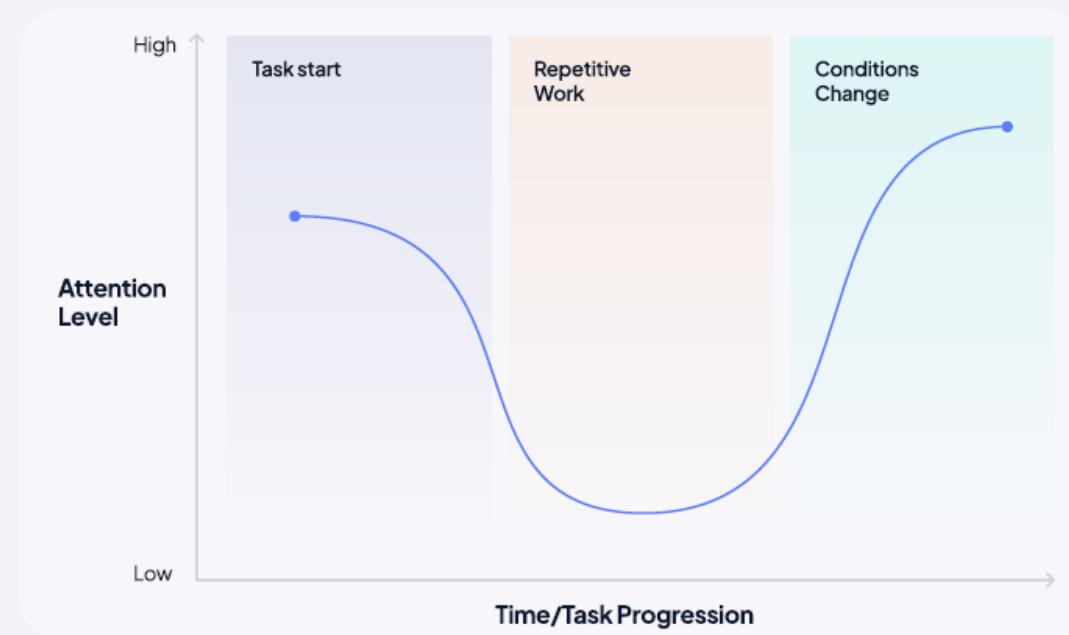 High
Task start
Repetitive
Work
Conditions
Change
Attention
Level
Low
Time/Task Progression